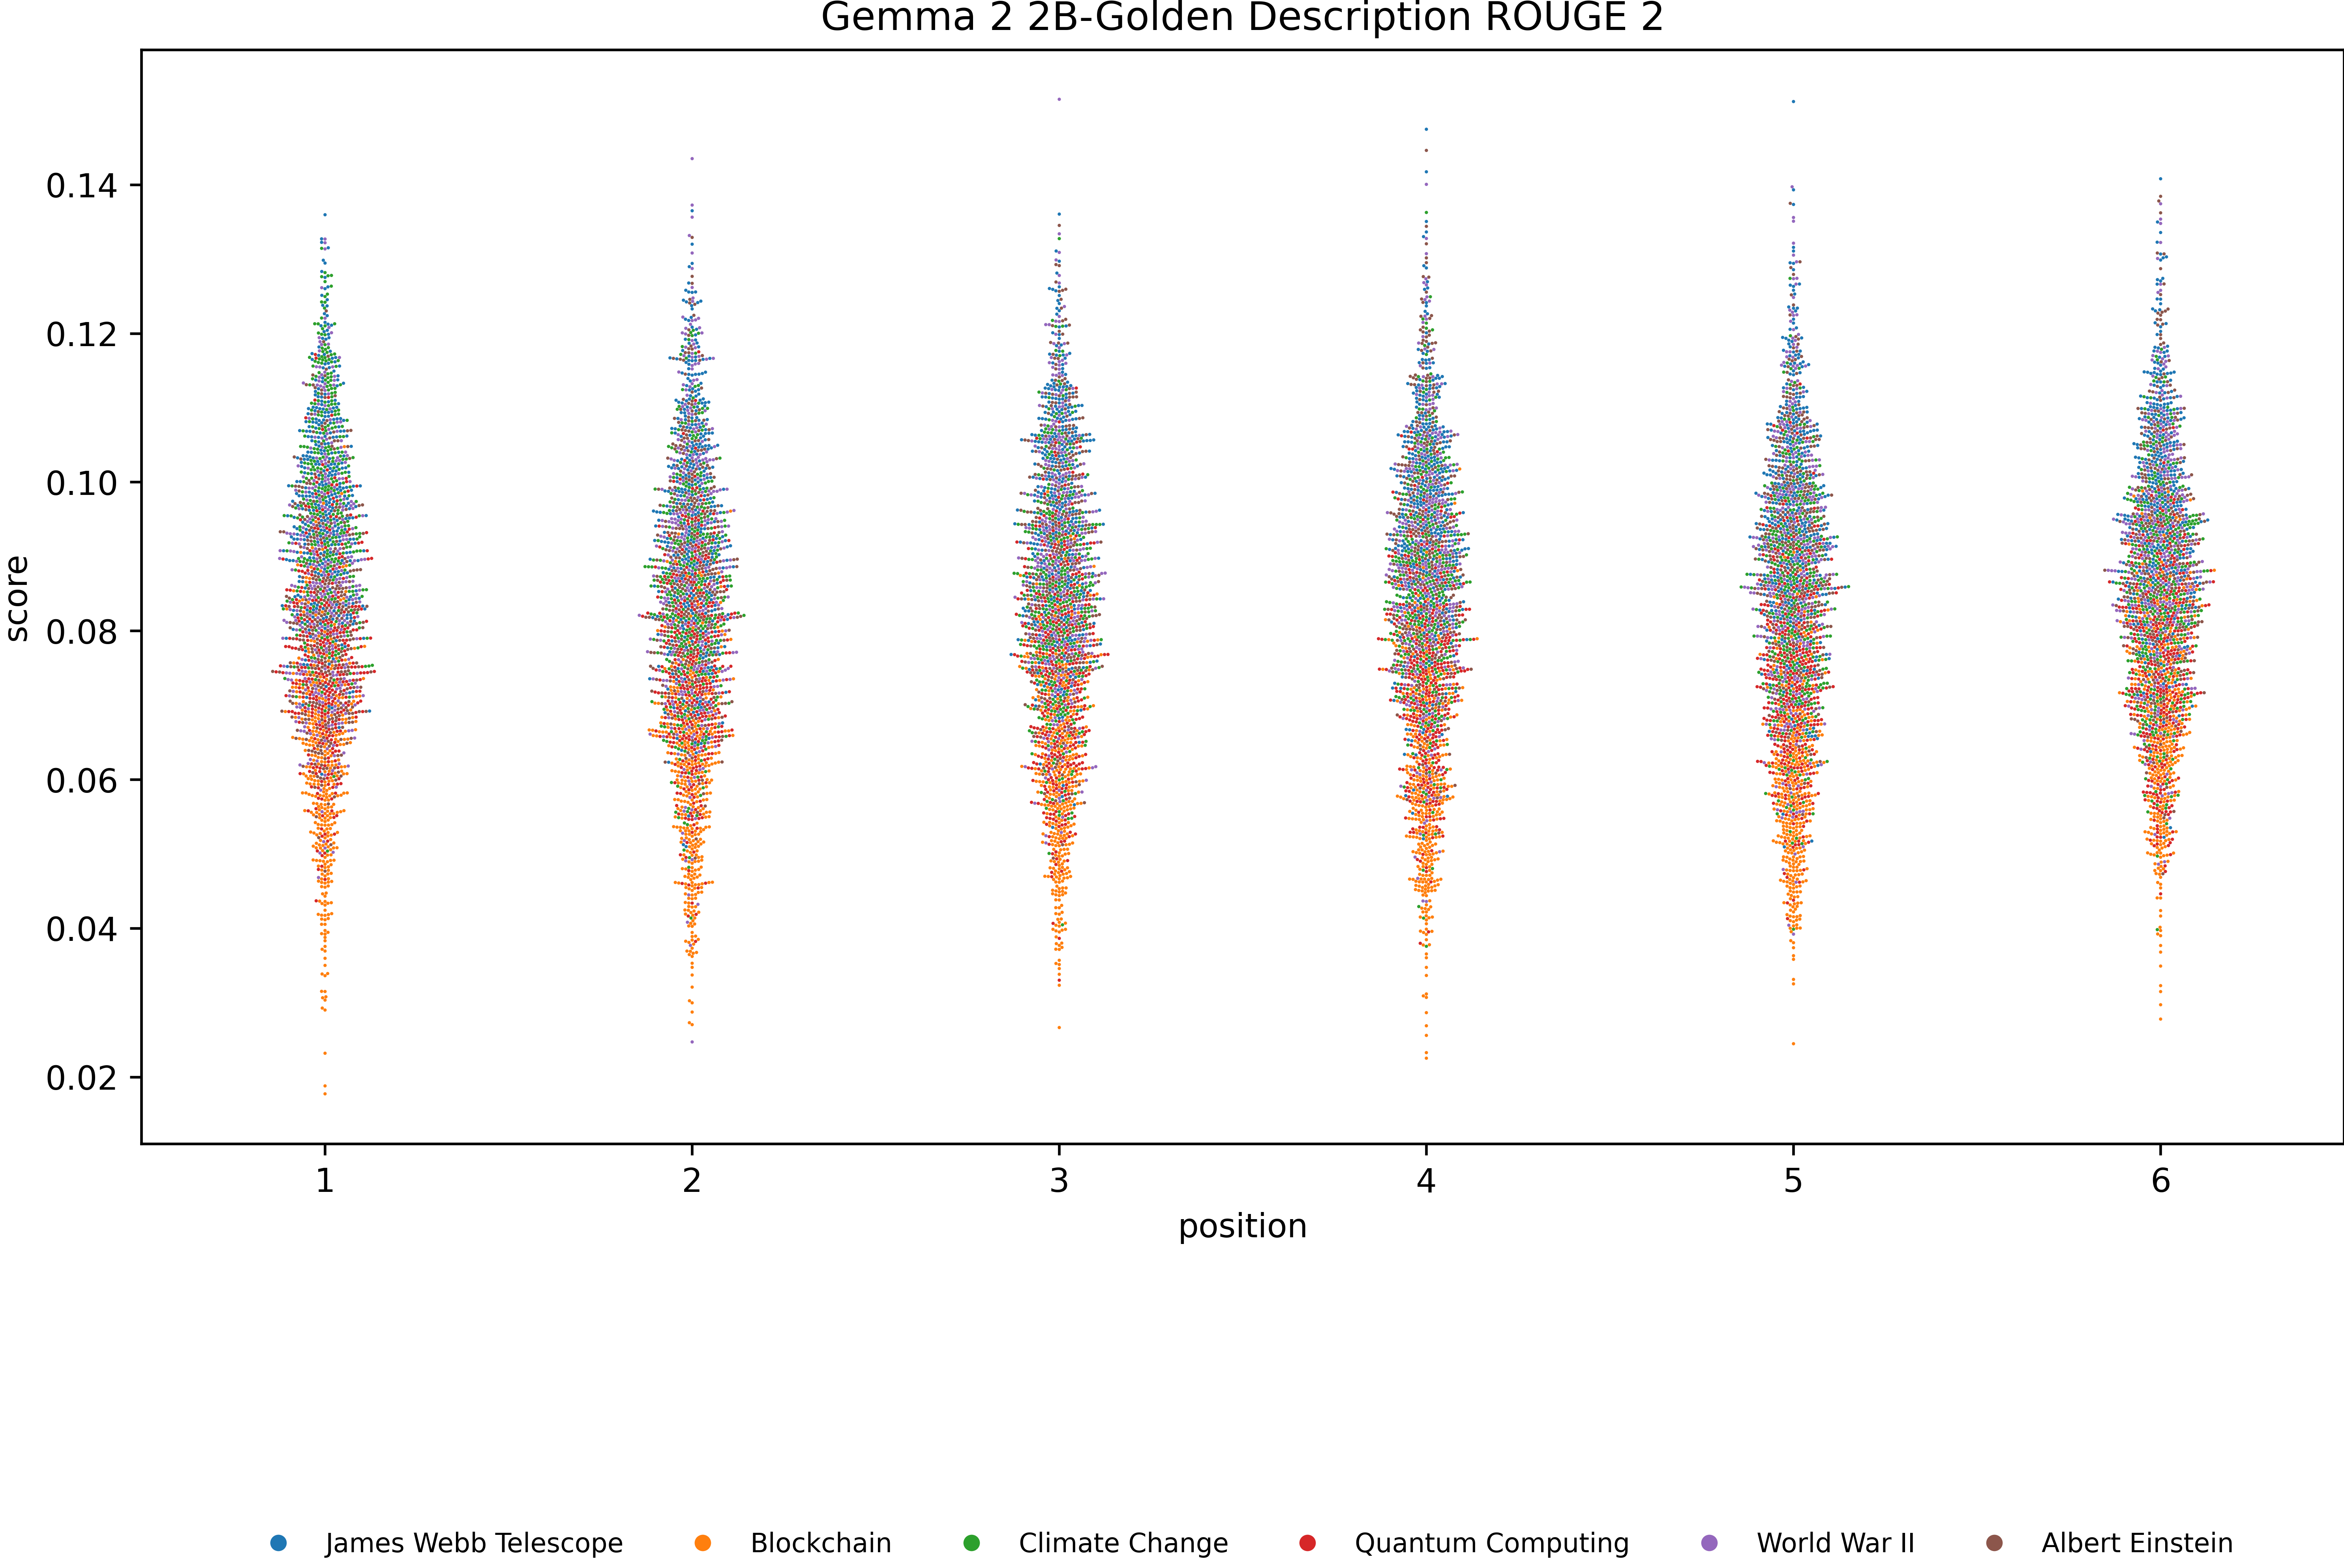 Gemma 2 2B-Golden Description ROUGE 2
score
0.14
0.12
0.10
0.08
0.06
0.04
0.02
1 2 3 4 5 6
position
James Webb Telescope Blockchain Climate Change Quantum Computing World War II Albert Einstein